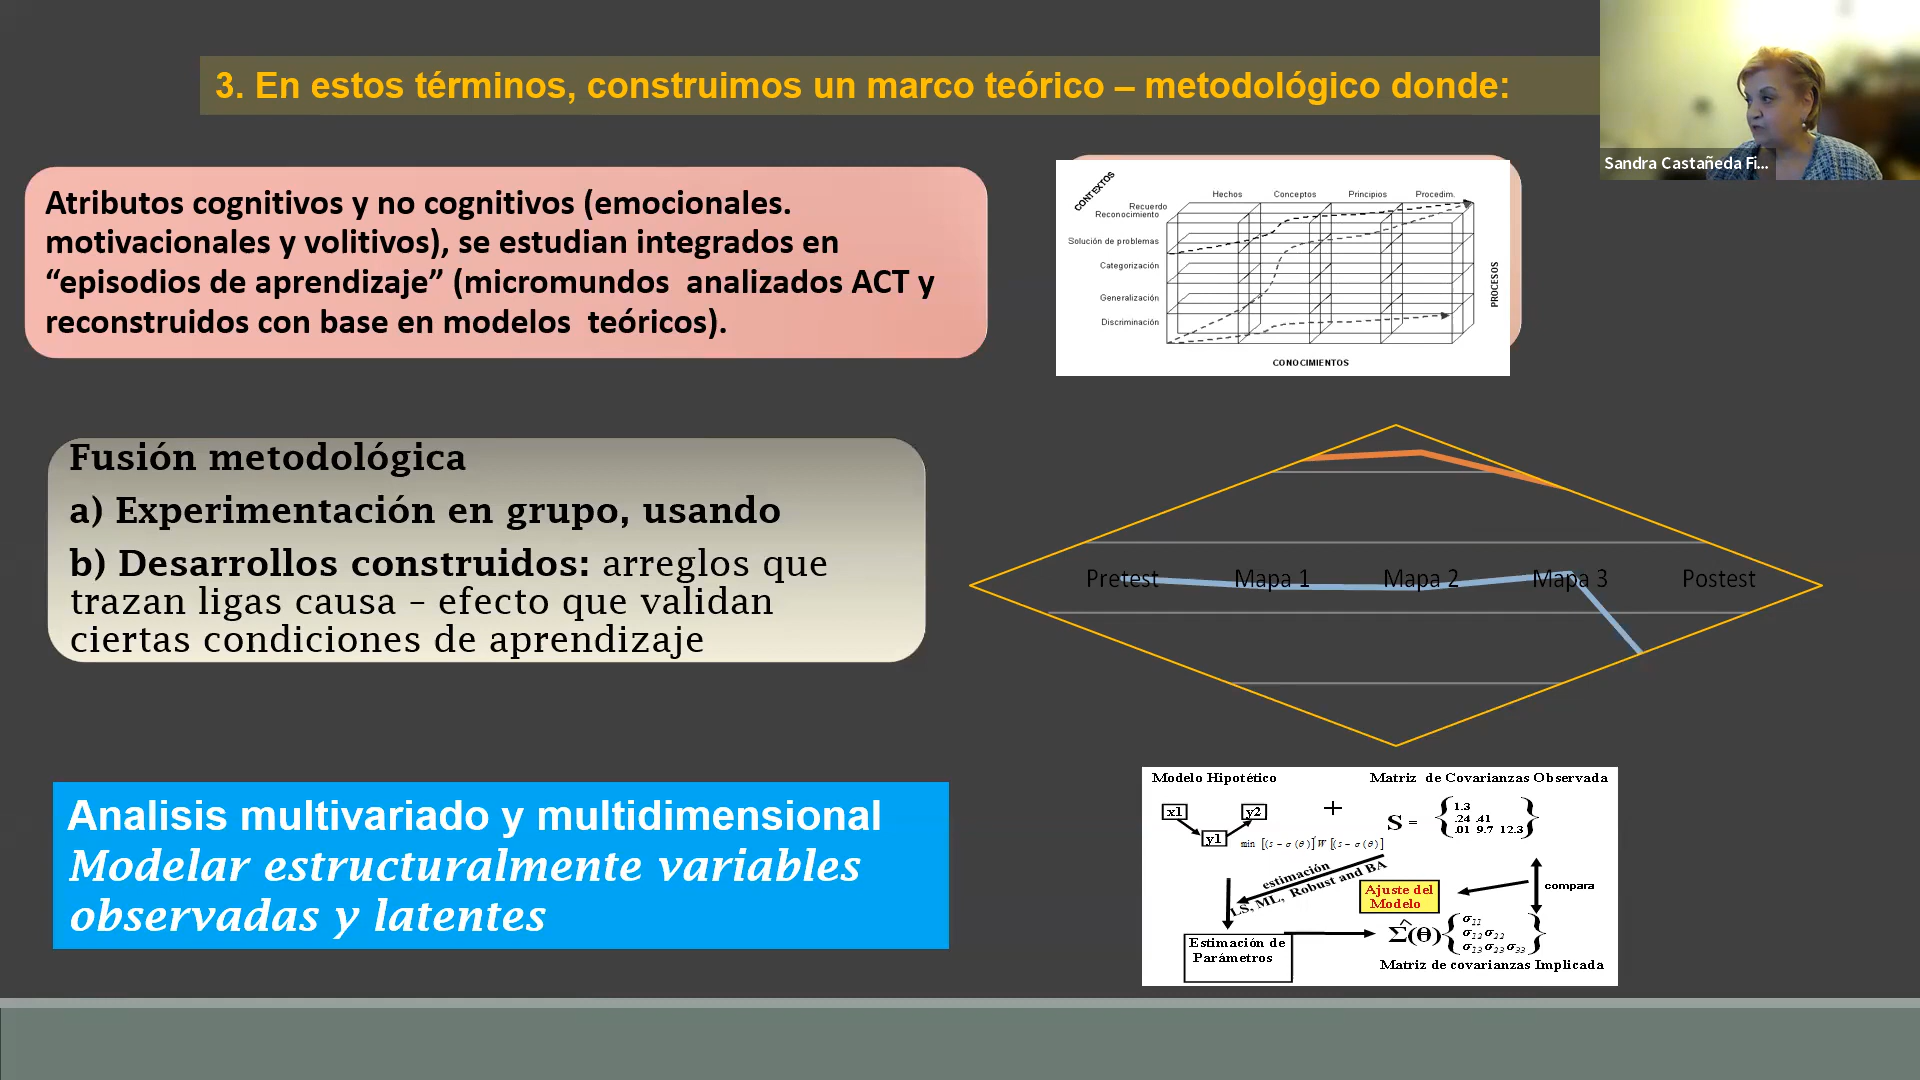 3. En estos términos, construimos un marco teórico – metodológico donde:
Sandra Castañeda Fi...
Atributos cognitivos y no cognitivos (emocionales.
motivacionales y volitivos), se estudian integrados en
“episodios de aprendizaje” (micromundos analizados ACT y
reconstruidos con base en modelos teóricos).
CONTEXTOS
Hechos Conceptos Principios Procedim.
Recuerdo
Reconocimiento
Solución de problemas
Categorización
Generalización
Discriminación
PROCESOS
CONOCIMIENTOS
Fusión metodológica
a) Experimentación en grupo, usando
b) Desarrollos construidos: arreglos que
trazan ligas causa – efecto que validan
ciertas condiciones de aprendizaje
Pretest Mapa 1 Mapa 2 Mapa 3 Postest
Analisis multivariado y multidimensional
Modelar estructuralmente variables
observadas y latentes
Modelo Hipotético Matriz de Covarianzas Observada
x1 y2 +
y1
S = { 1.3
.24 .41
.01 9.7 12.3 }
min [(s – σ (θ)]' W [(s – σ (θ)]
estimación
LS, ML, Robust and BA
Ajuste del
Modelo
compara
Estimación de
Parámetros
Σ̂(θ) { σ11
σ12 σ22
σ13 σ23 σ33 }
Matriz de covarianzas Implicada